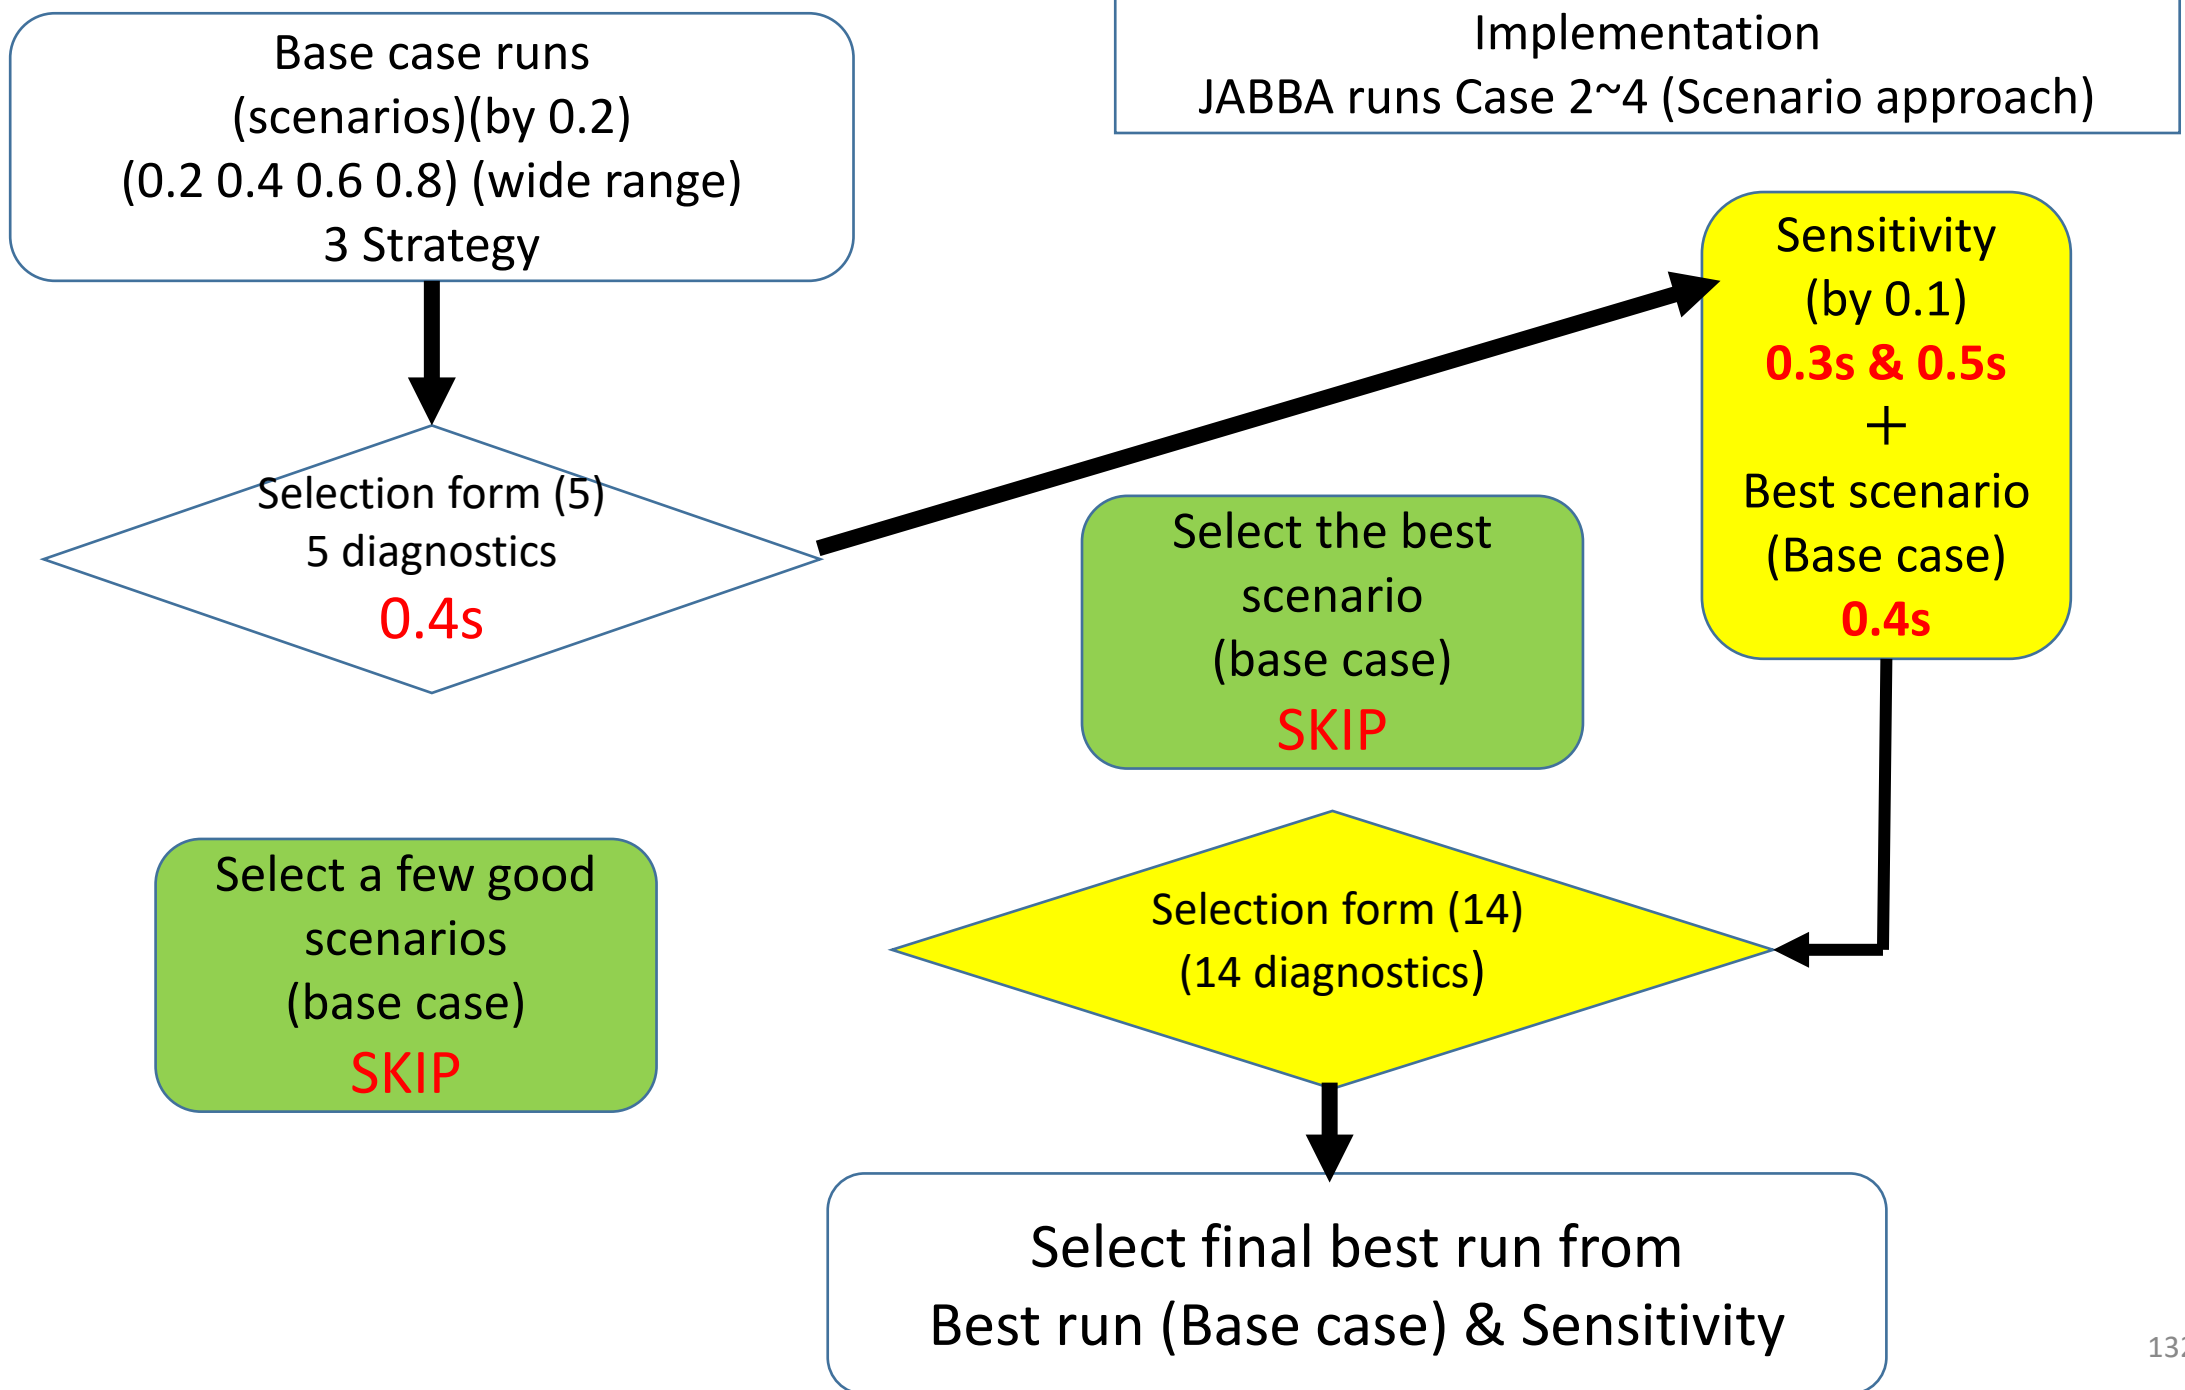 Implementation
JABBA runs Case 2~4 (Scenario approach)
Base case runs
(scenarios)(by 0.2)
(0.2 0.4 0.6 0.8) (wide range)
3 Strategy
Selection form (5)
5 diagnostics
0.4s
Sensitivity
(by 0.1)
0.3s & 0.5s
+
Best scenario
(Base case)
0.4s
Select the best
scenario
(base case)
SKIP
Select a few good
scenarios
(base case)
SKIP
Selection form (14)
(14 diagnostics)
Select final best run from
Best run (Base case) & Sensitivity
132